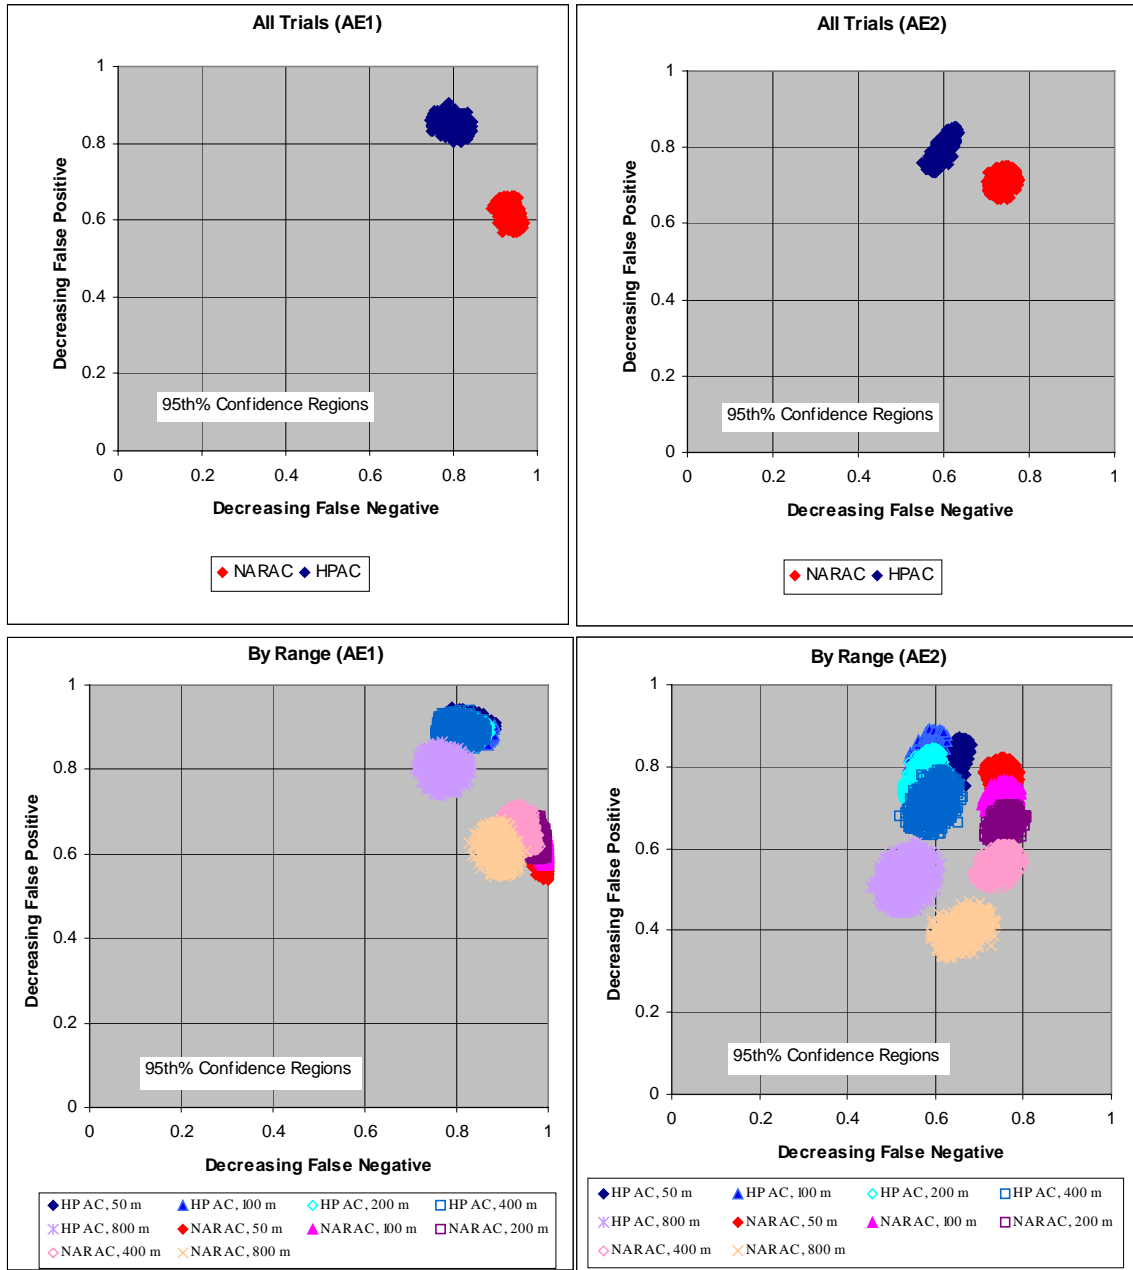 All Trials (AE1)
1
0.8
0.6
0.4
0.2
0
Decreasing False Positive
95th% Confidence Regions
0 0.2 0.4 0.6 0.8 1
Decreasing False Negative
NARAC HPAC
All Trials (AE2)
1
0.8
0.6
0.4
0.2
0
Decreasing False Positive
95th% Confidence Regions
0 0.2 0.4 0.6 0.8 1
Decreasing False Negative
NARAC HPAC
By Range (AE1)
1
0.8
0.6
0.4
0.2
0
Decreasing False Positive
95th% Confidence Regions
0 0.2 0.4 0.6 0.8 1
Decreasing False Negative
HPAC, 50 m HPAC, 100 m HPAC, 200 m HPAC, 400 m
HPAC, 800 m NARAC, 50 m NARAC, 100 m NARAC, 200 m
NARAC, 400 m NARAC, 800 m
By Range (AE2)
1
0.8
0.6
0.4
0.2
0
Decreasing False Positive
95th% Confidence Regions
0 0.2 0.4 0.6 0.8 1
Decreasing False Negative
HPAC, 50 m HPAC, 100 m HPAC, 200 m HPAC, 400 m
HPAC, 800 m NARAC, 50 m NARAC, 100 m NARAC, 200 m
NARAC, 400 m NARAC, 800 m